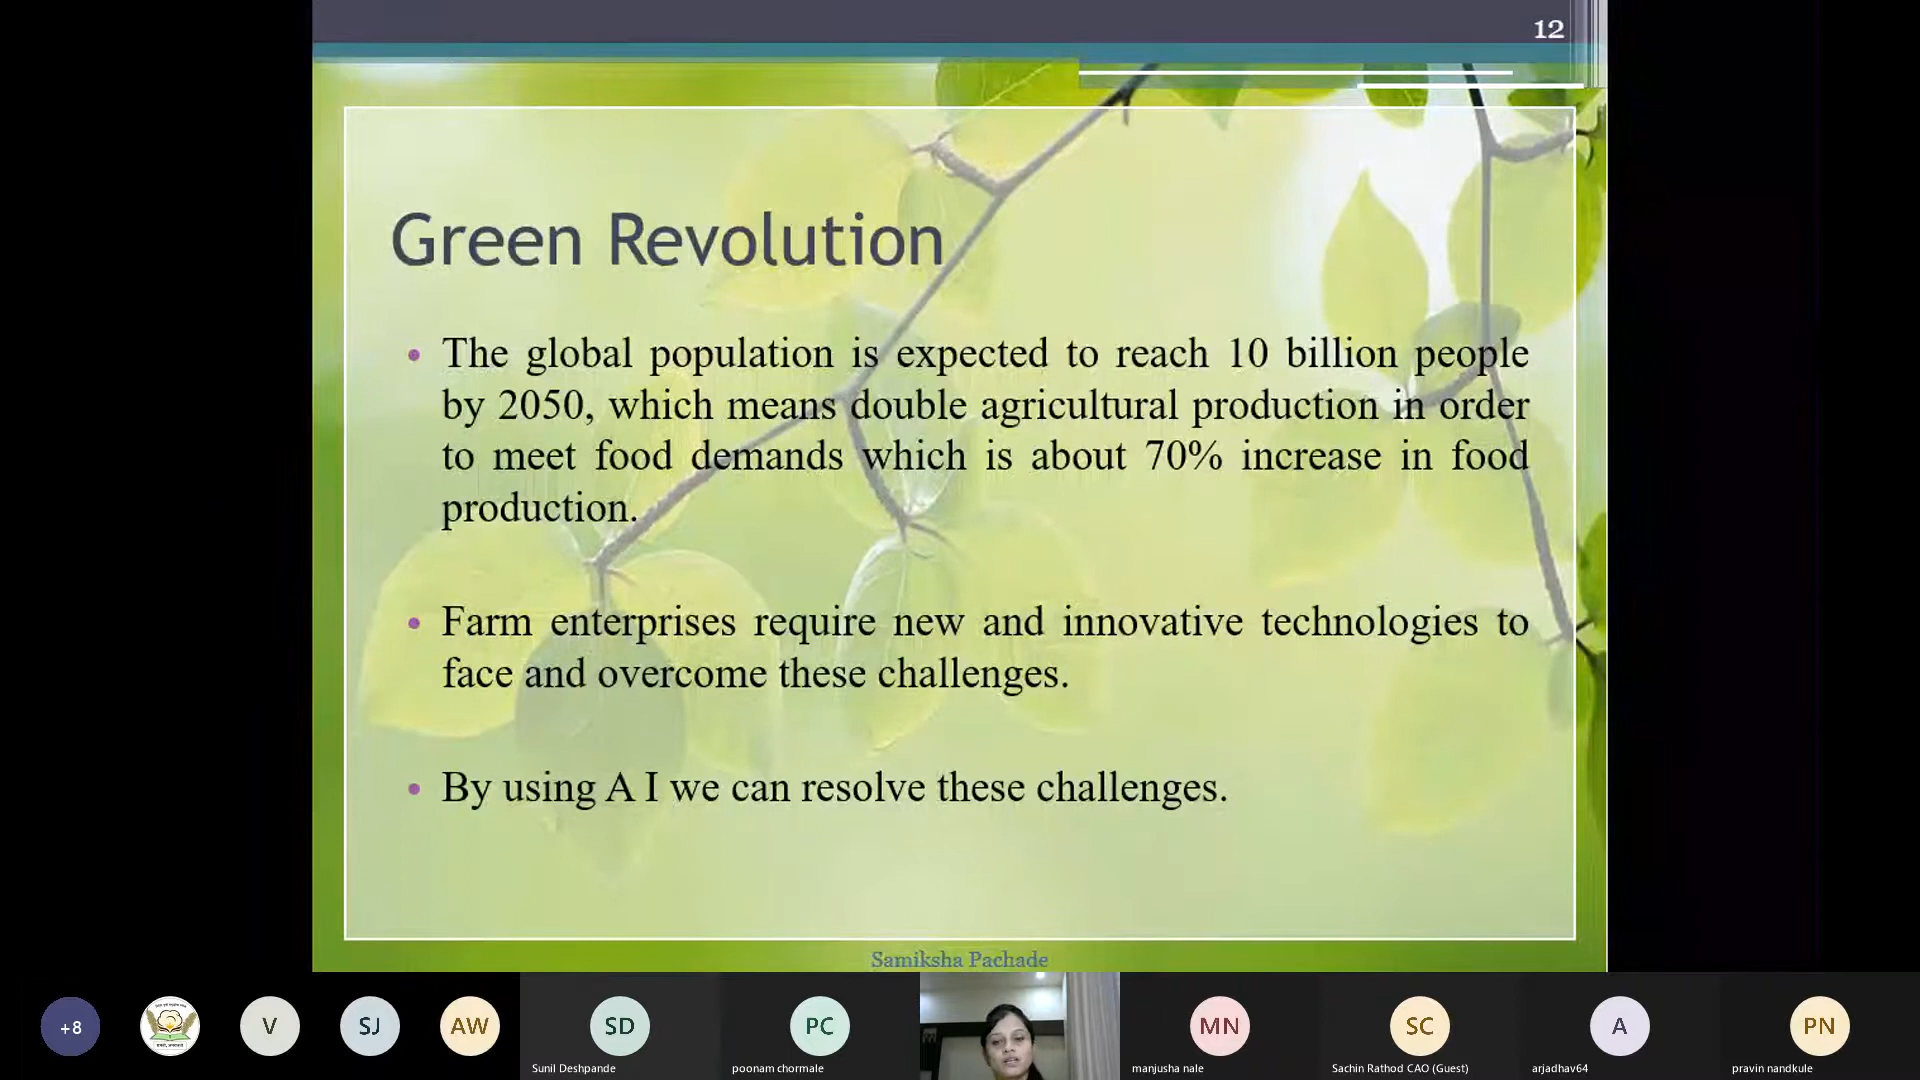 12
Green Revolution
• The global population is expected to reach 10 billion people
by 2050, which means double agricultural production in order
to meet food demands which is about 70% increase in food
production.
• Farm enterprises require new and innovative technologies to
face and overcome these challenges.
• By using A I we can resolve these challenges.
Samiksha Pachade
+8
V
SJ
AW
SD
PC
MN
SC
A
PN
Sunil Deshpande
poonam chormale
manjusha nale
Sachin Rathod CAO (Guest)
arjadhav64
pravin nandkule